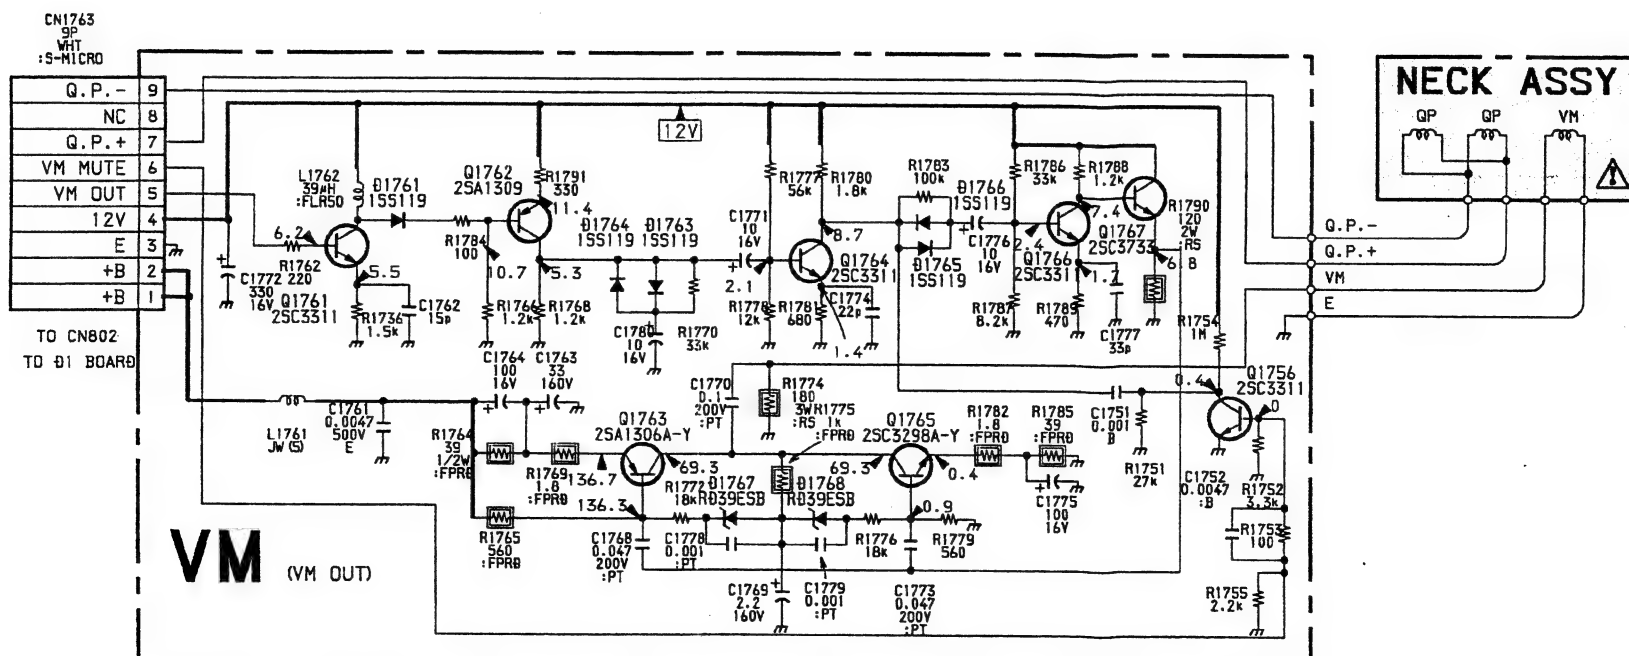 CN1763
9P
WHT
:S-MICRO
Q.P.- 9
NC 8
Q.P.+ 7
VM MUTE 6
VM OUT 5
12V 4
E 3
+B 2
+B 1
TO CN802
TO D1 BOARD
NECK ASSY
QP QP VM
Q.P.-
Q.P.+
VM
E
12V
L1762
39µH
:FLR50
D1761
1SS119
Q1762
2SA1309
R1791
330
11.4
D1764
1SS119
D1763
1SS119
6.2
R1762
220
Q1761
2SC3311
5.5
C1772
330
16V
R1736
1.5k
C1762
15p
R1784
100
10.7
5.3
R1766
1.2k
R1768
1.2k
C1780
10
16V
R1770
33k
C1771
10
16V
2.1
R1777
56k
R1780
1.8k
8.7
Q1764
2SC3311
R1778
12k
R1781
680
C1774
22p
1.4
R1783
100k
D1766
1SS119
D1765
1SS119
C1776
10
16V
R1786
33k
R1788
1.2k
2.4
7.4
Q1767
2SC3733
Q1766
2SC3311
1.7
R1790
120
2W
:RS
6.8
R1787
8.2k
R1789
470
C1777
33p
R1754
1M
Q1756
2SC3311
0.4
0
C1764
100
16V
C1763
33
160V
L1761
JW(5)
C1761
0.0047
500V
E
R1764
39
1/2W
:FPRD
R1769
1.8
:FPRD
R1765
560
:FPRD
Q1763
2SA1306A-Y
136.7
69.3
136.3
C1770
0.1
200V
:PT
R1774
180
3W
:RS
R1775
1k
:FPRD
Q1765
2SC3298A-Y
69.3
0.4
0.9
R1782
1.8
:FPRD
R1785
39
:FPRD
C1775
100
16V
R1772
18k
D1767
RD39ESB
D1768
RD39ESB
C1768
0.047
200V
:PT
C1778
0.001
:PT
R1776
18k
R1779
560
C1769
2.2
160V
C1779
0.001
:PT
C1773
0.047
200V
:PT
C1751
0.001
B
R1751
27k
C1752
0.0047
:B
R1752
3.3k
R1753
100
R1755
2.2k
VM (VM OUT)